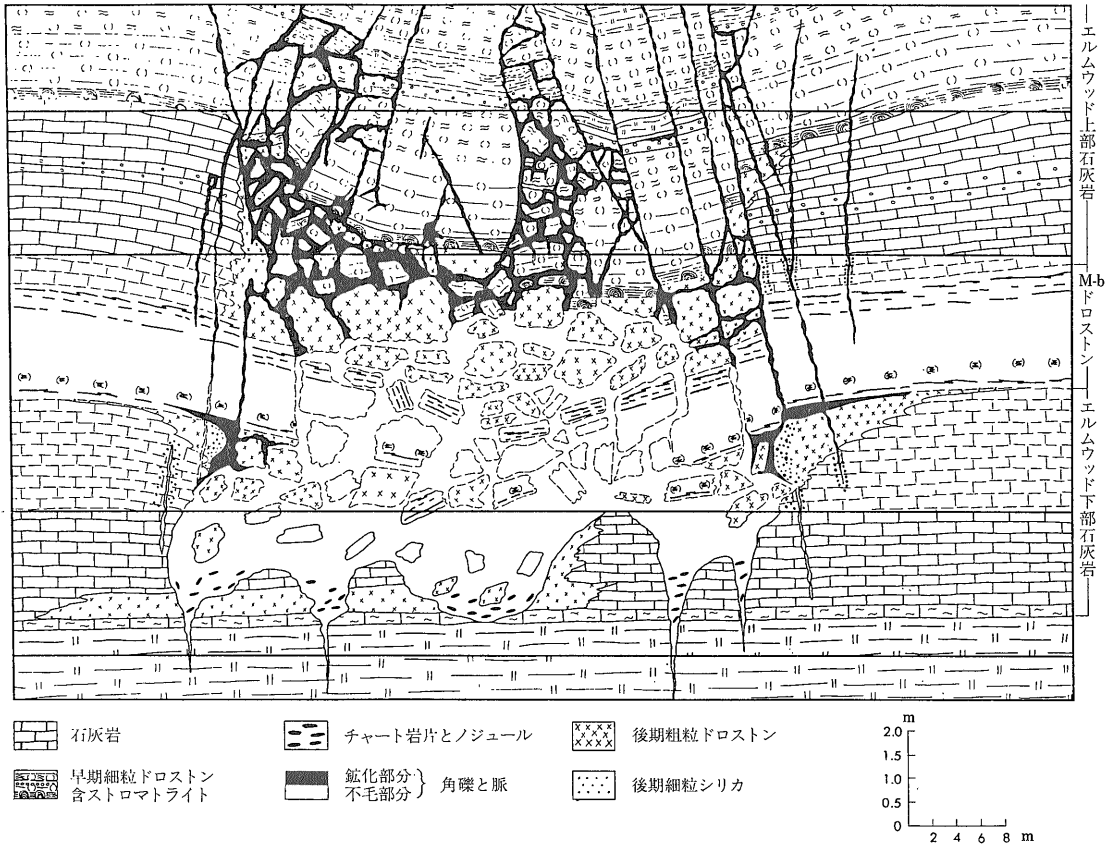 エルムウッド上部石灰岩
M-bドロストン
エルムウッド下部石灰岩
石灰岩
チャート岩片とノジュール
後期粗粒ドロストン
早期細粒ドロストン
含ストロマトライト
鉱化部分
不毛部分
角礫と脈
後期細粒シリカ
m
2.0
1.5
1.0
0.5
0
2 4 6 8 m